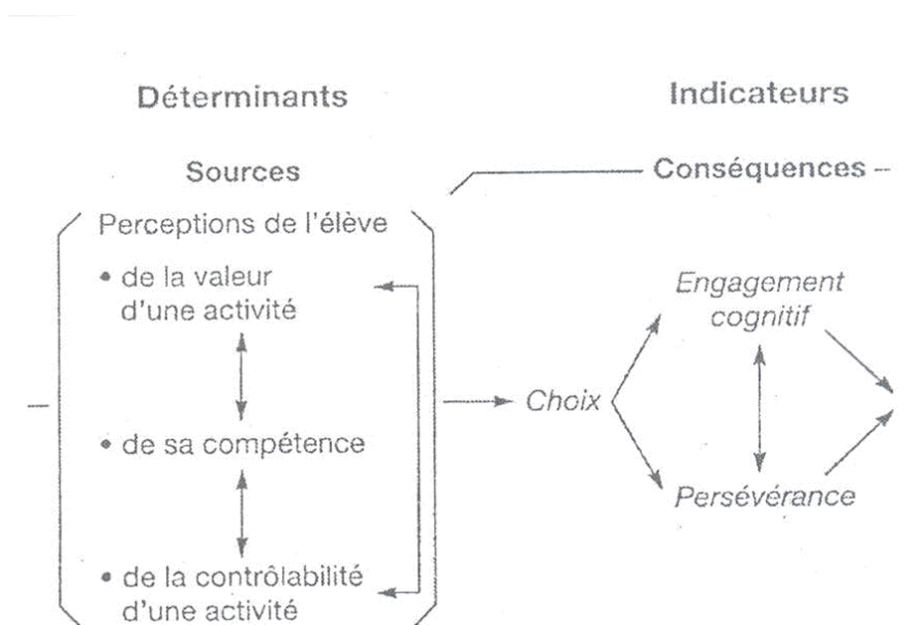 Déterminants
Indicateurs
Sources
Conséquences
Perceptions de l'élève
• de la valeur
d'une activité
• de sa compétence
• de la contrôlabilité
d'une activité
Choix
Engagement
cognitif
Persévérance